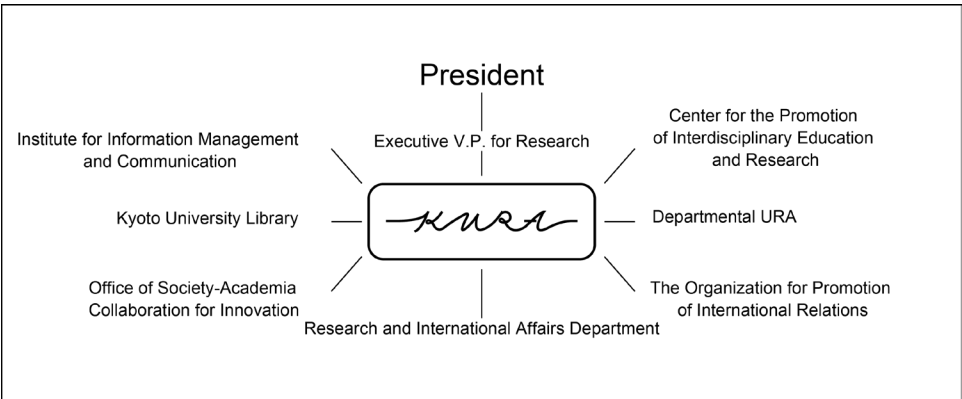 President
Executive V.P. for Research
Institute for Information Management
and Communication
Center for the Promotion
of Interdisciplinary Education
and Research
Kyoto University Library
KURA
Departmental URA
Office of Society-Academia
Collaboration for Innovation
The Organization for Promotion
of International Relations
Research and International Affairs Department